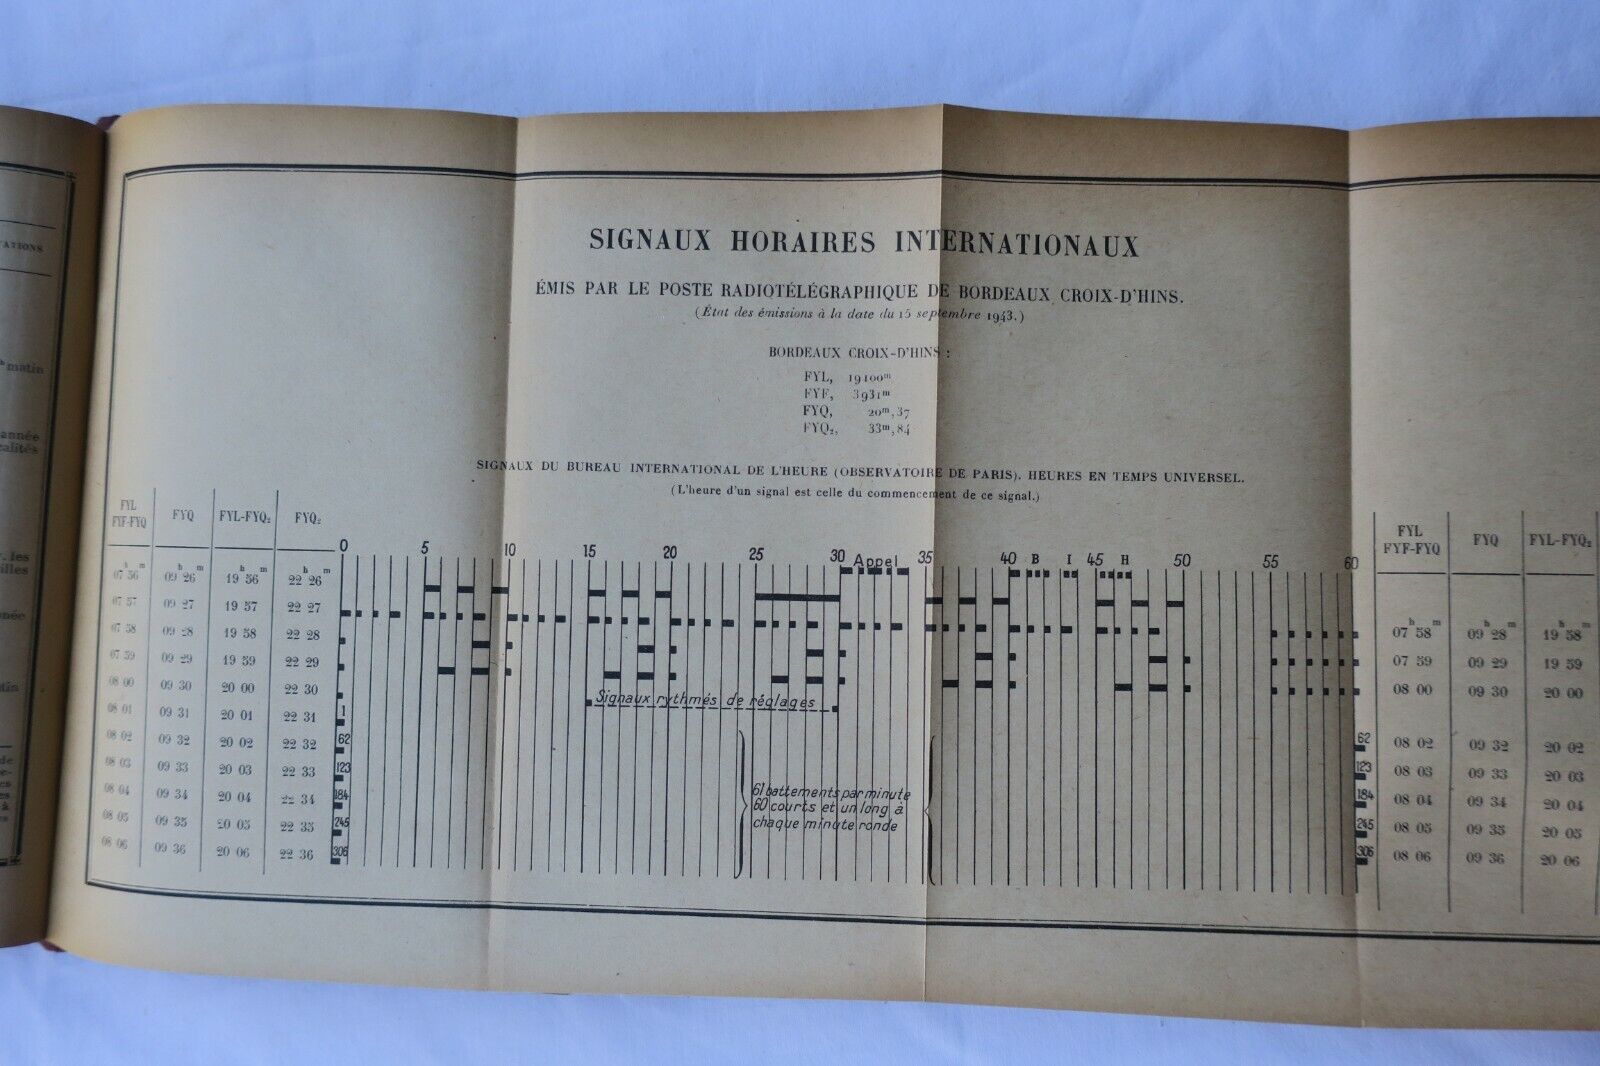 TATIONS
matin
année
calités
, les
illes
née
tin
de
SIGNAUX HORAIRES INTERNATIONAUX
ÉMIS PAR LE POSTE RADIOTÉLÉGRAPHIQUE DE BORDEAUX CROIX-D'HINS.
(État des émissions à la date du 15 septembre 1943.)
BORDEAUX CROIX-D'HINS :
FYL, 19100m
FYF, 3931m
FYQ, 20m,37
FYQ2, 33m,84
SIGNAUX DU BUREAU INTERNATIONAL DE L'HEURE (OBSERVATOIRE DE PARIS). HEURES EN TEMPS UNIVERSEL.
(L'heure d'un signal est celle du commencement de ce signal.)
FYL FYF-FYQ FYQ FYL-FYQ2 FYQ2
0 5 10 15 20 25 30 Appel 35 40 B I 45 H 50 55 60
FYL FYF-FYQ FYQ FYL-FYQ2
h m h m h m h m
07 56 09 26 19 56 22 26
07 57 09 27 19 57 22 27
07 58 09 28 19 58 22 28
07 59 09 29 19 59 22 29
08 00 09 30 20 00 22 30
08 01 09 31 20 01 22 31 1
08 02 09 32 20 02 22 32 62
08 03 09 33 20 03 22 33 123
08 04 09 34 20 04 22 34 184
08 05 09 35 20 05 22 35 245
08 06 09 36 20 06 22 36 306
Signaux rythmés de réglages
61 battements par minute
60 courts et un long à
chaque minute ronde
h m h m h m
07 58 09 28 19 58
07 59 09 29 19 59
08 00 09 30 20 00
62 08 02 09 32 20 02
123 08 03 09 33 20 03
184 08 04 09 34 20 04
245 08 05 09 35 20 05
306 08 06 09 36 20 06